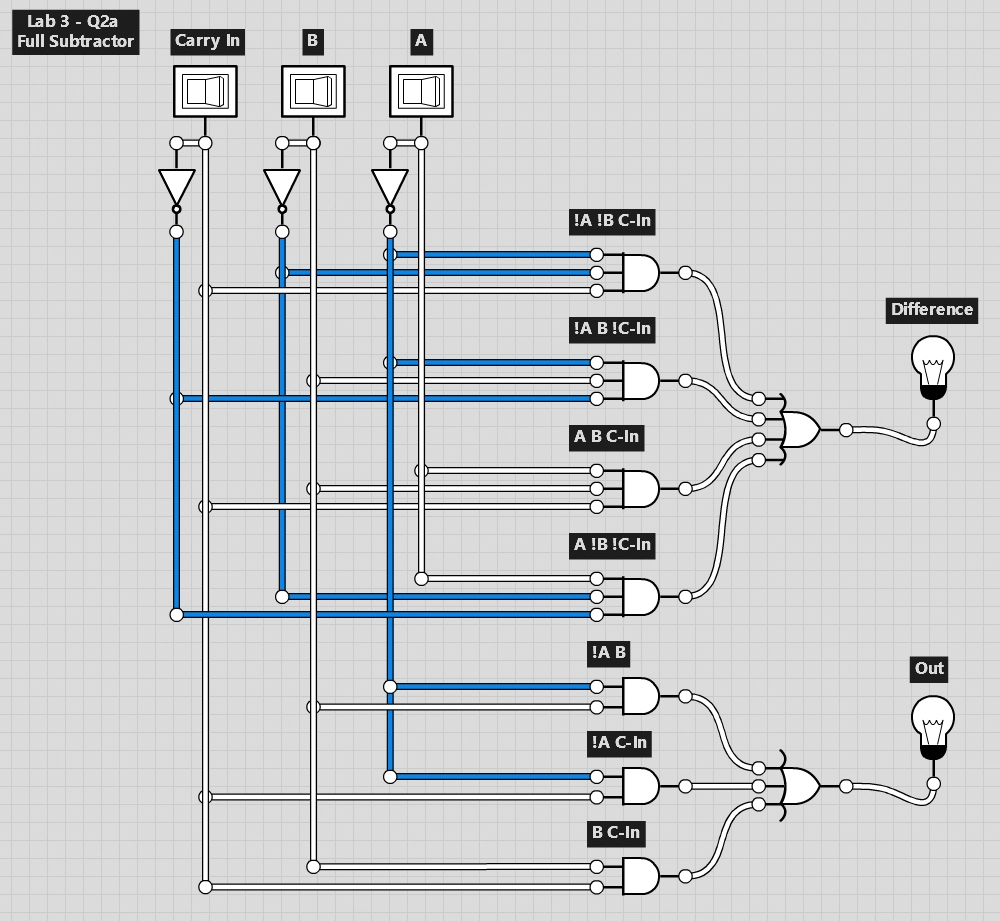 Lab 3 - Q2a
Full Subtractor
Carry In
B
A
!A !B C-In
!A B !C-In
Difference
A B C-In
A !B !C-In
!A B
Out
!A C-In
B C-In